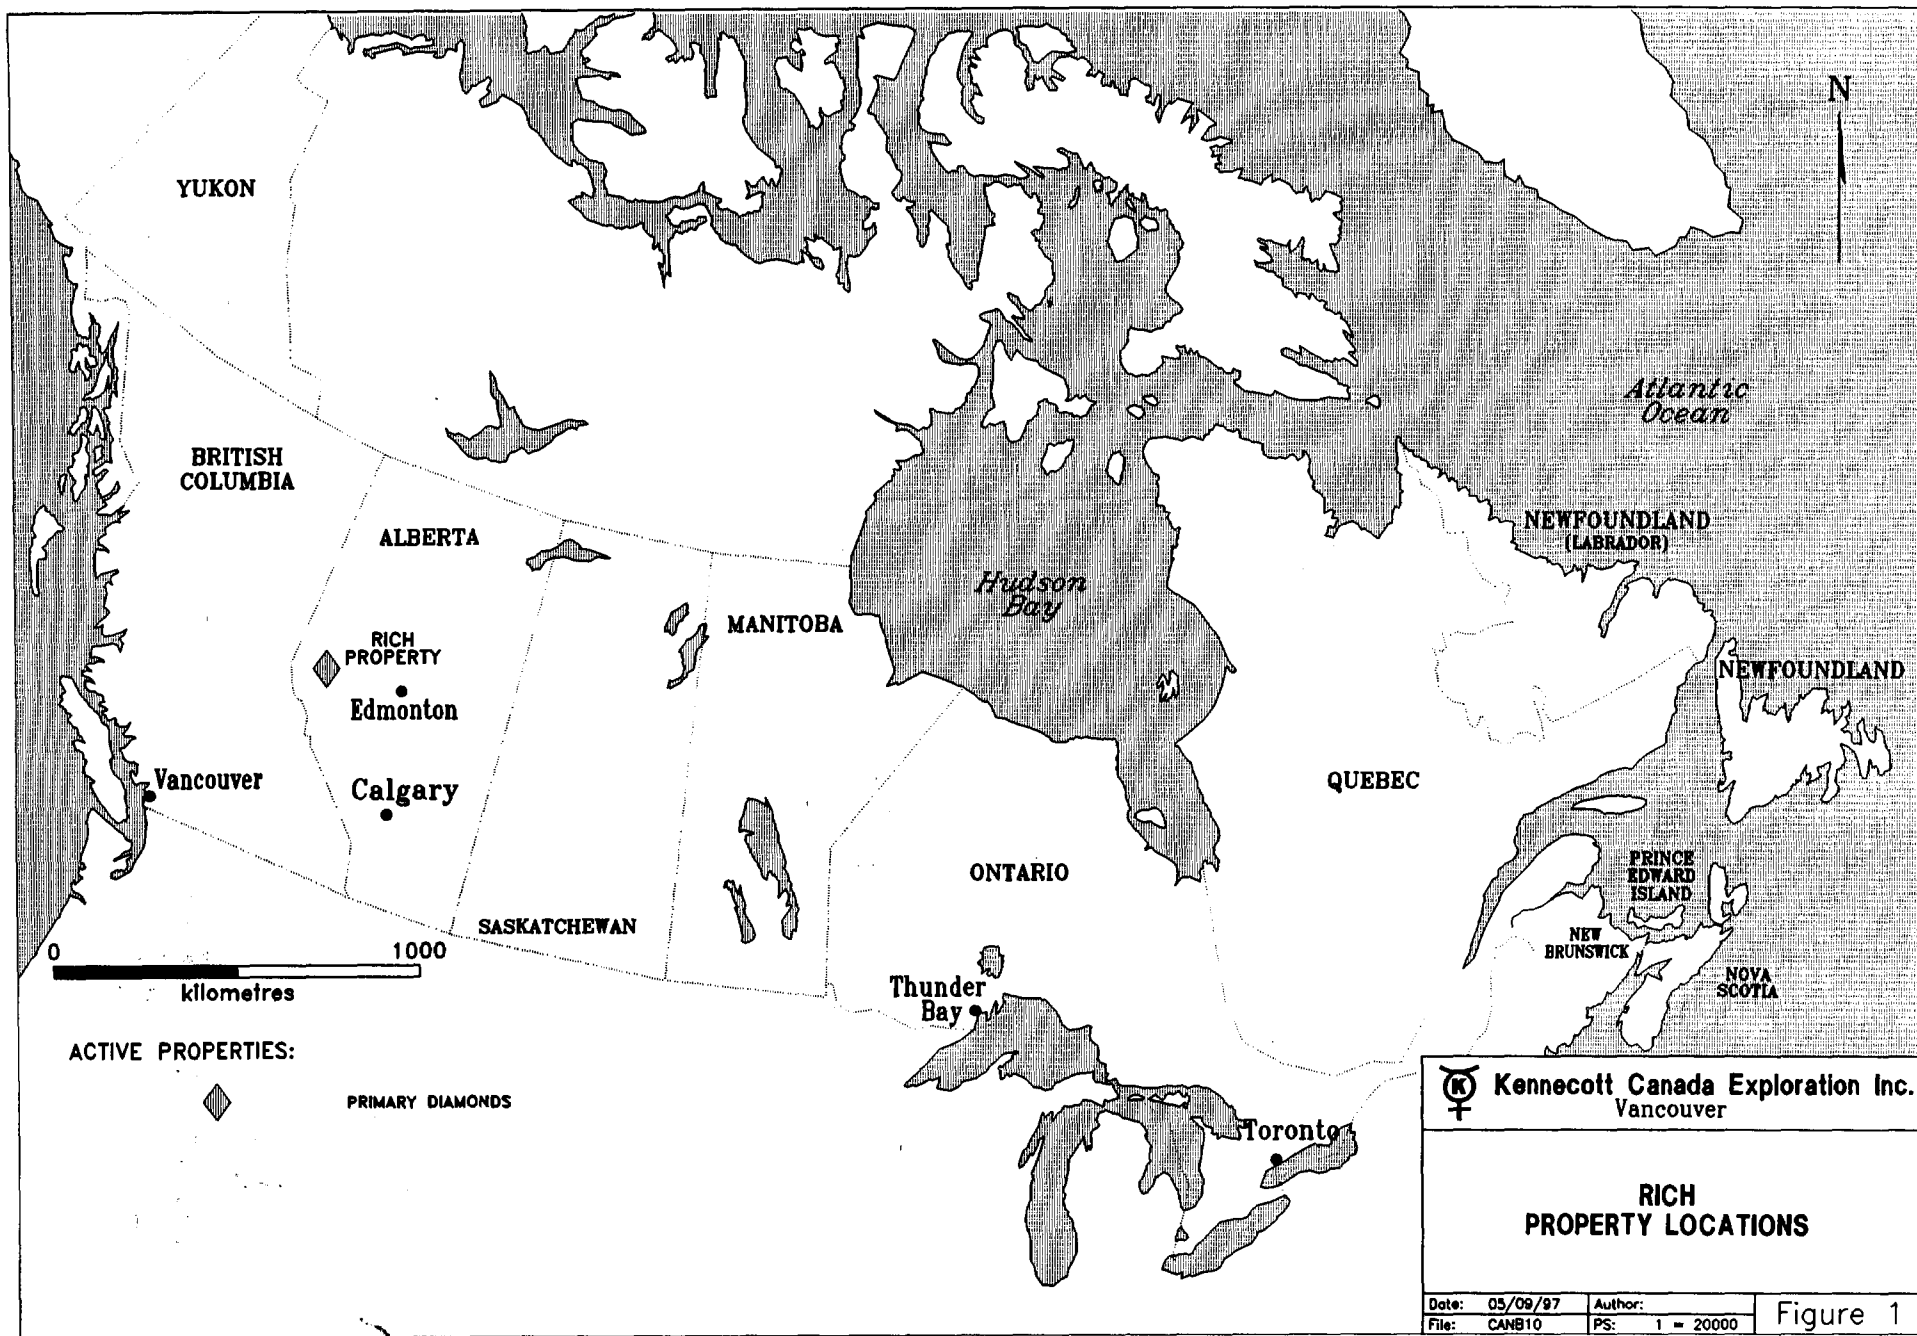 N
YUKON
Atlantic
Ocean
BRITISH
COLUMBIA
ALBERTA
NEWFOUNDLAND
(LABRADOR)
Hudson
Bay
MANITOBA
RICH
PROPERTY
NEWFOUNDLAND
Edmonton
Vancouver
Calgary
QUEBEC
ONTARIO
PRINCE
EDWARD
ISLAND
SASKATCHEWAN
NEW
BRUNSWICK
NOVA
SCOTIA
0 1000
kilometres
Thunder
Bay
ACTIVE PROPERTIES:
PRIMARY DIAMONDS
Toronto
K
Kennecott Canada Exploration Inc.
Vancouver
RICH
PROPERTY LOCATIONS
Date: 05/09/97 Author:
File: CANB10 PS: 1 = 20000
Figure 1